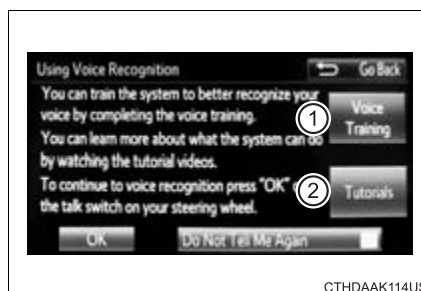 Using Voice Recognition
Go Back
You can train the system to better recognize your
voice by completing the voice training.
1
Voice
Training
You can learn more about what the system can do
by watching the tutorial videos.
To continue to voice recognition press "OK"
2
Tutorials
the talk switch on your steering wheel.
OK
Do Not Tell Me Again
CTHDAAK114US